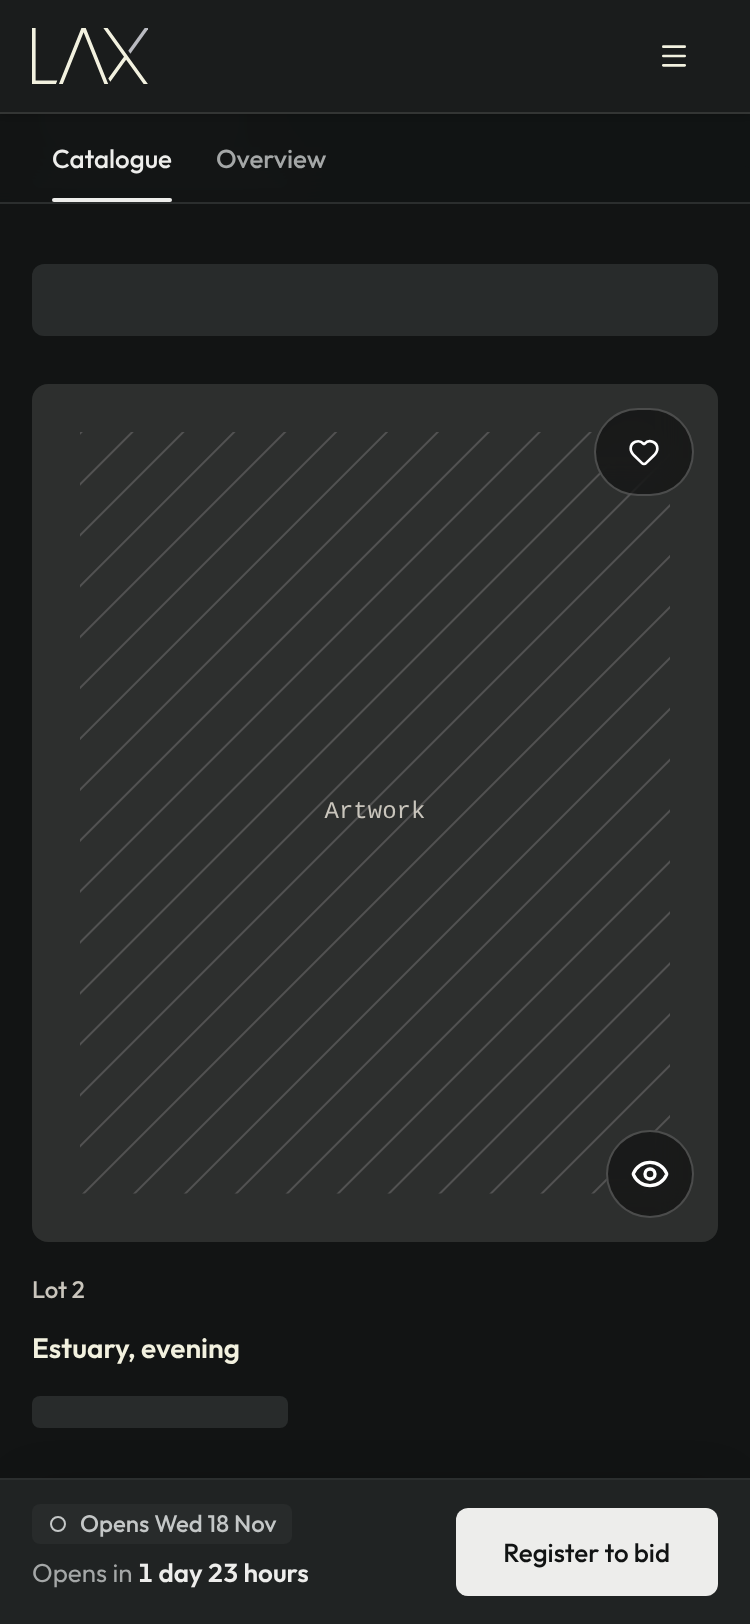 LAX
Catalogue
Overview
Artwork
Lot 2
Estuary, evening
Opens Wed 18 Nov
Opens in 1 day 23 hours
Register to bid